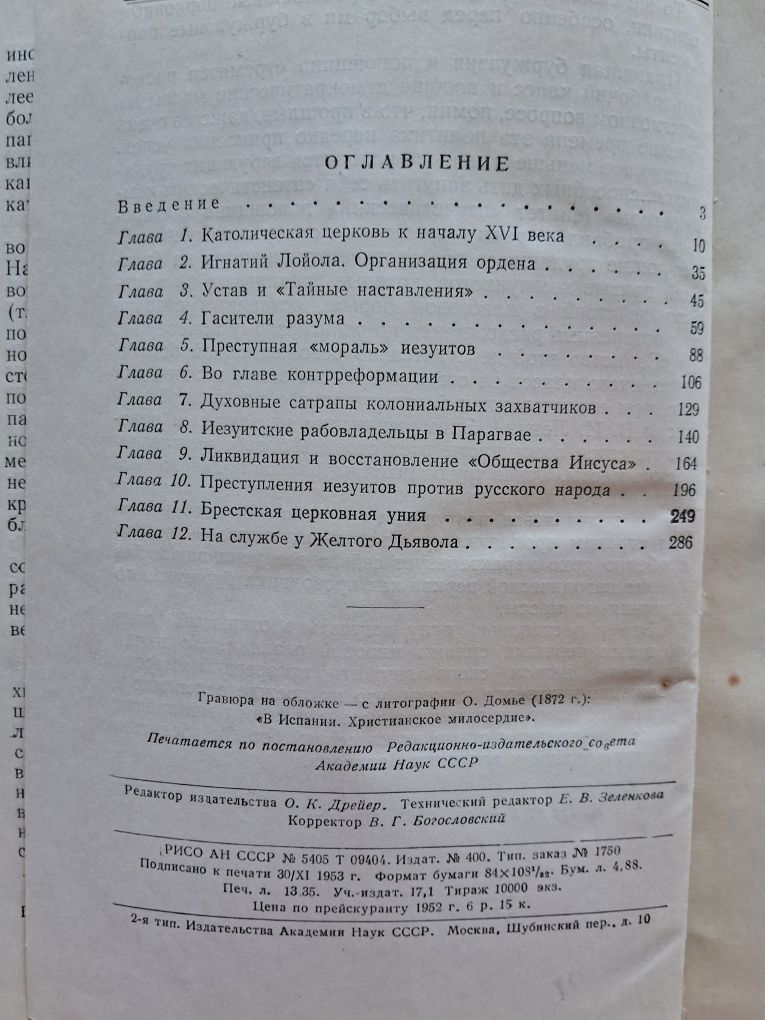 ОГЛАВЛЕНИЕ
Введение . . . . . . . . . . . . . . . . . . . 3
Глава 1. Католическая церковь к началу XVI века . . . . 10
Глава 2. Игнатий Лойола. Организация ордена . . . . . . 35
Глава 3. Устав и «Тайные наставления» . . . . . . . . 45
Глава 4. Гасители разума . . . . . . . . . . . . . 59
Глава 5. Преступная «мораль» иезуитов . . . . . . . 88
Глава 6. Во главе контрреформации . . . . . . . . . 106
Глава 7. Духовные сатрапы колониальных захватчиков . . . 129
Глава 8. Иезуитские рабовладельцы в Парагвае . . . . . . 140
Глава 9. Ликвидация и восстановление «Общества Иисуса» . 164
Глава 10. Преступления иезуитов против русского народа . . 196
Глава 11. Брестская церковная уния . . . . . . . . . . 249
Глава 12. На службе у Желтого Дьявола . . . . . . . . . 286
Гравюра на обложке — с литографии О. Домье (1872 г.):
«В Испании. Христианское милосердие».
Печатается по постановлению Редакционно-издательского совета
Академии Наук СССР
Редактор издательства О. К. Дрейер. Технический редактор Е. В. Зеленкова
Корректор В. Г. Богословский
РИСО АН СССР № 5405 Т 09404. Издат. № 400. Тип. заказ № 1750
Подписано к печати 30/XI 1953 г. Формат бумаги 84×108¹/₃₂. Бум. л. 4,88.
Печ. л. 13,35. Уч.-издат. 17,1 Тираж 10000 экз.
Цена по прейскуранту 1952 г. 6 р. 15 к.
2-я тип. Издательства Академии Наук СССР. Москва, Шубинский пер., д. 10